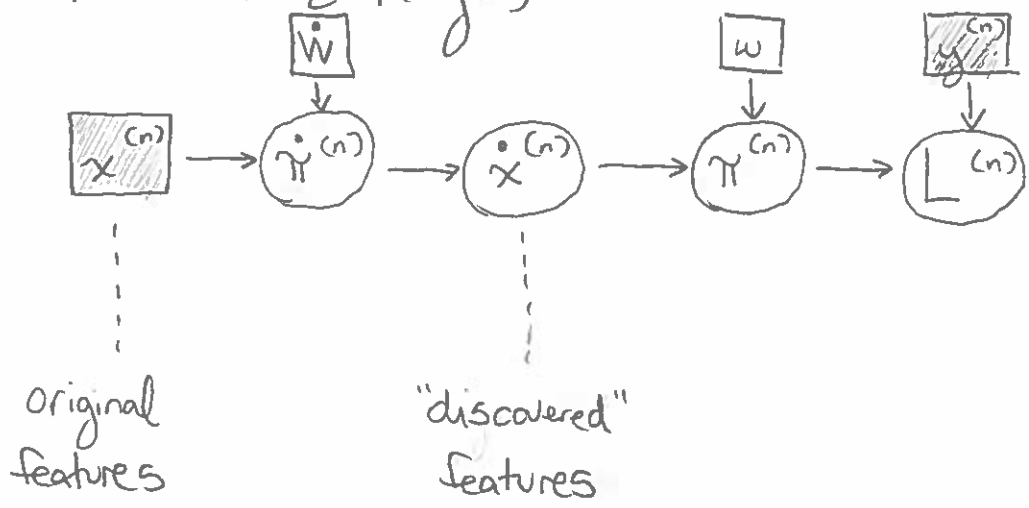 Ẇ w y⁽ⁿ⁾
x⁽ⁿ⁾ π̇⁽ⁿ⁾ ẋ⁽ⁿ⁾ π⁽ⁿ⁾ L⁽ⁿ⁾
original "discovered"
features features